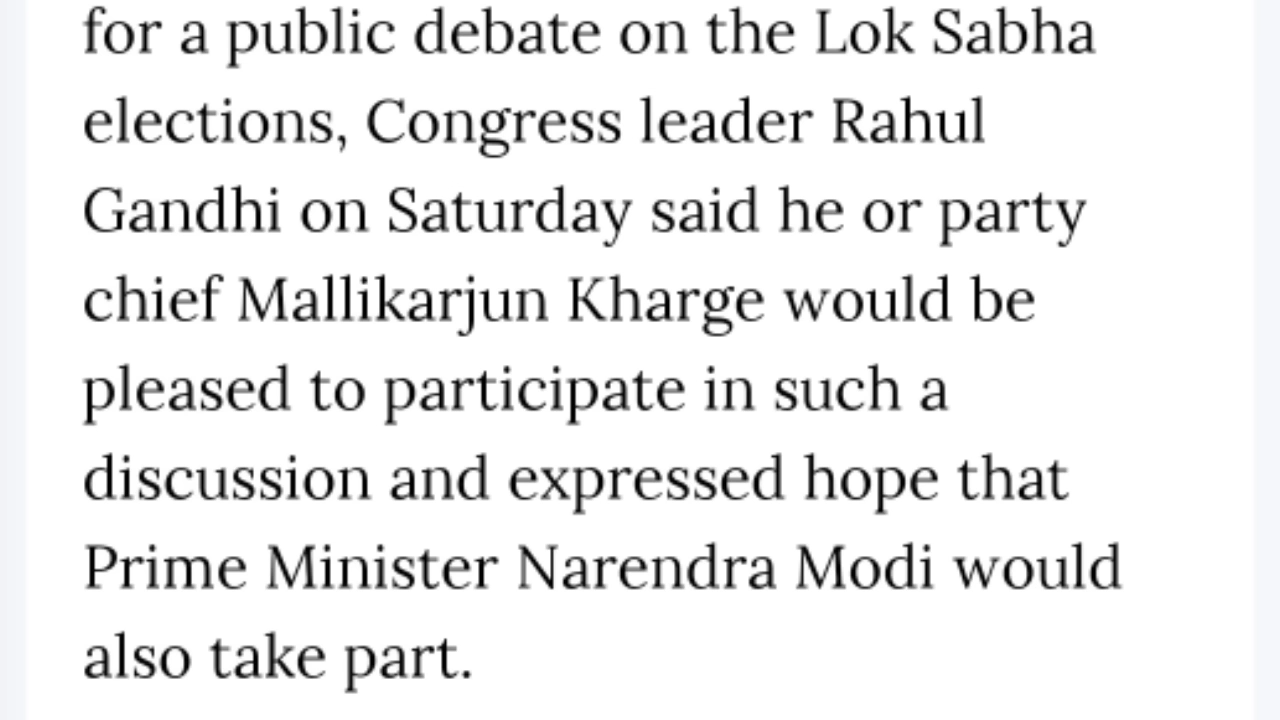 for a public debate on the Lok Sabha
elections, Congress leader Rahul
Gandhi on Saturday said he or party
chief Mallikarjun Kharge would be
pleased to participate in such a
discussion and expressed hope that
Prime Minister Narendra Modi would
also take part.